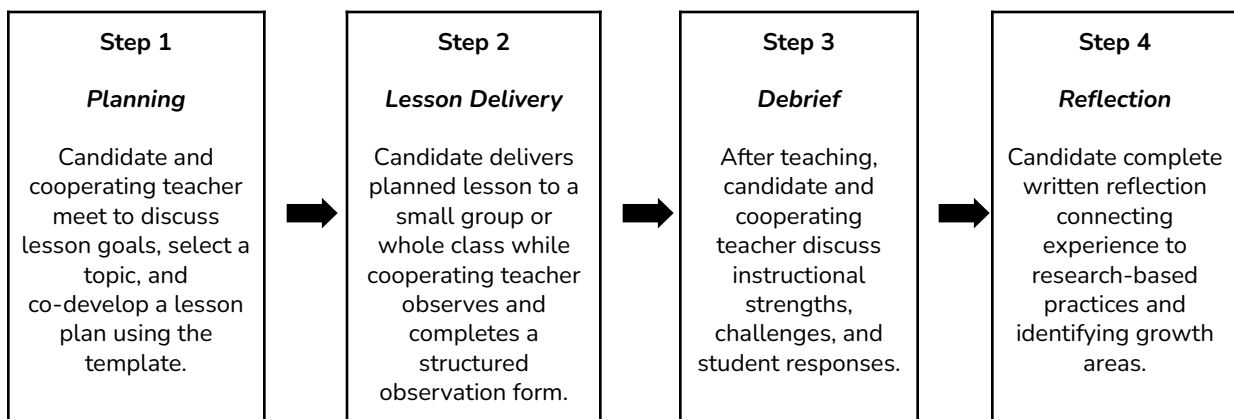 Step 1
Planning
Candidate and
cooperating teacher
meet to discuss
lesson goals, select a
topic, and
co-develop a lesson
plan using the
template.
Step 2
Lesson Delivery
Candidate delivers
planned lesson to a
small group or
whole class while
cooperating teacher
observes and
completes a
structured
observation form.
Step 3
Debrief
After teaching,
candidate and
cooperating
teacher discuss
instructional
strengths,
challenges, and
student responses.
Step 4
Reflection
Candidate complete
written reflection
connecting
experience to
research-based
practices and
identifying growth
areas.